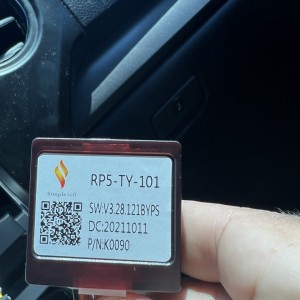 Simplesoft
RP5-TY-101
SW:V3.28.121BYPS
DC:20211011
P/N:K0090